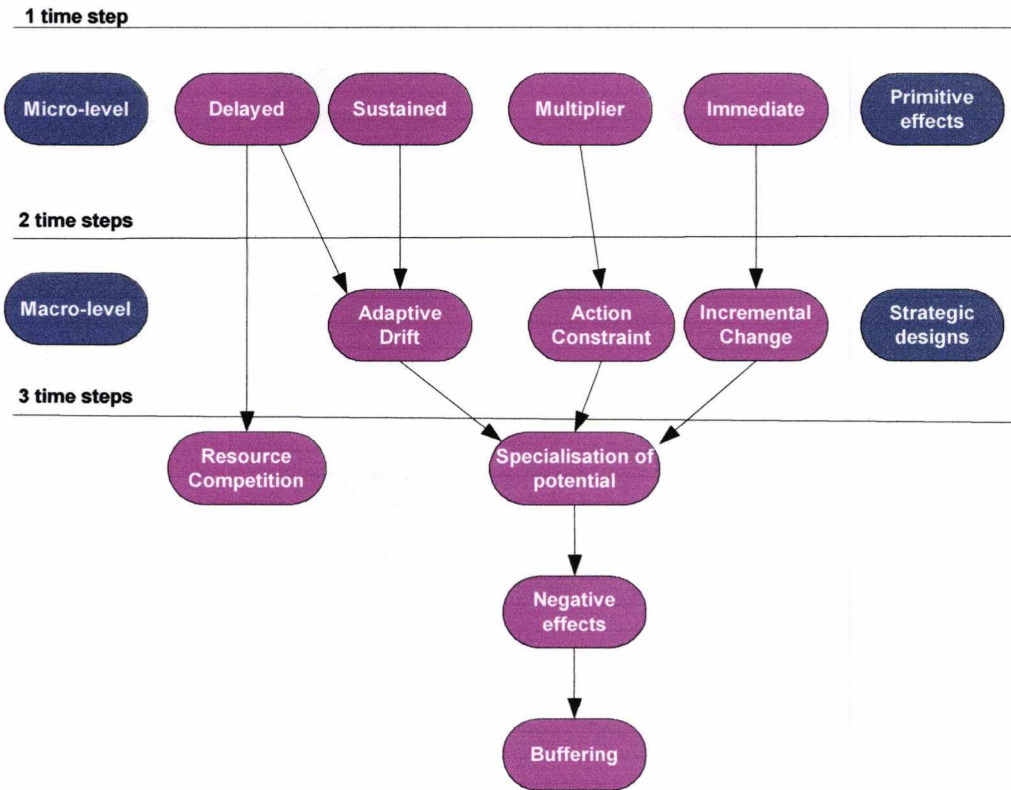 1 time step
Micro-level
Delayed
Sustained
Multiplier
Immediate
Primitive
effects
2 time steps
Macro-level
Adaptive
Drift
Action
Constraint
Incremental
Change
Strategic
designs
3 time steps
Resource
Competition
Specialisation of
potential
Negative
effects
Buffering